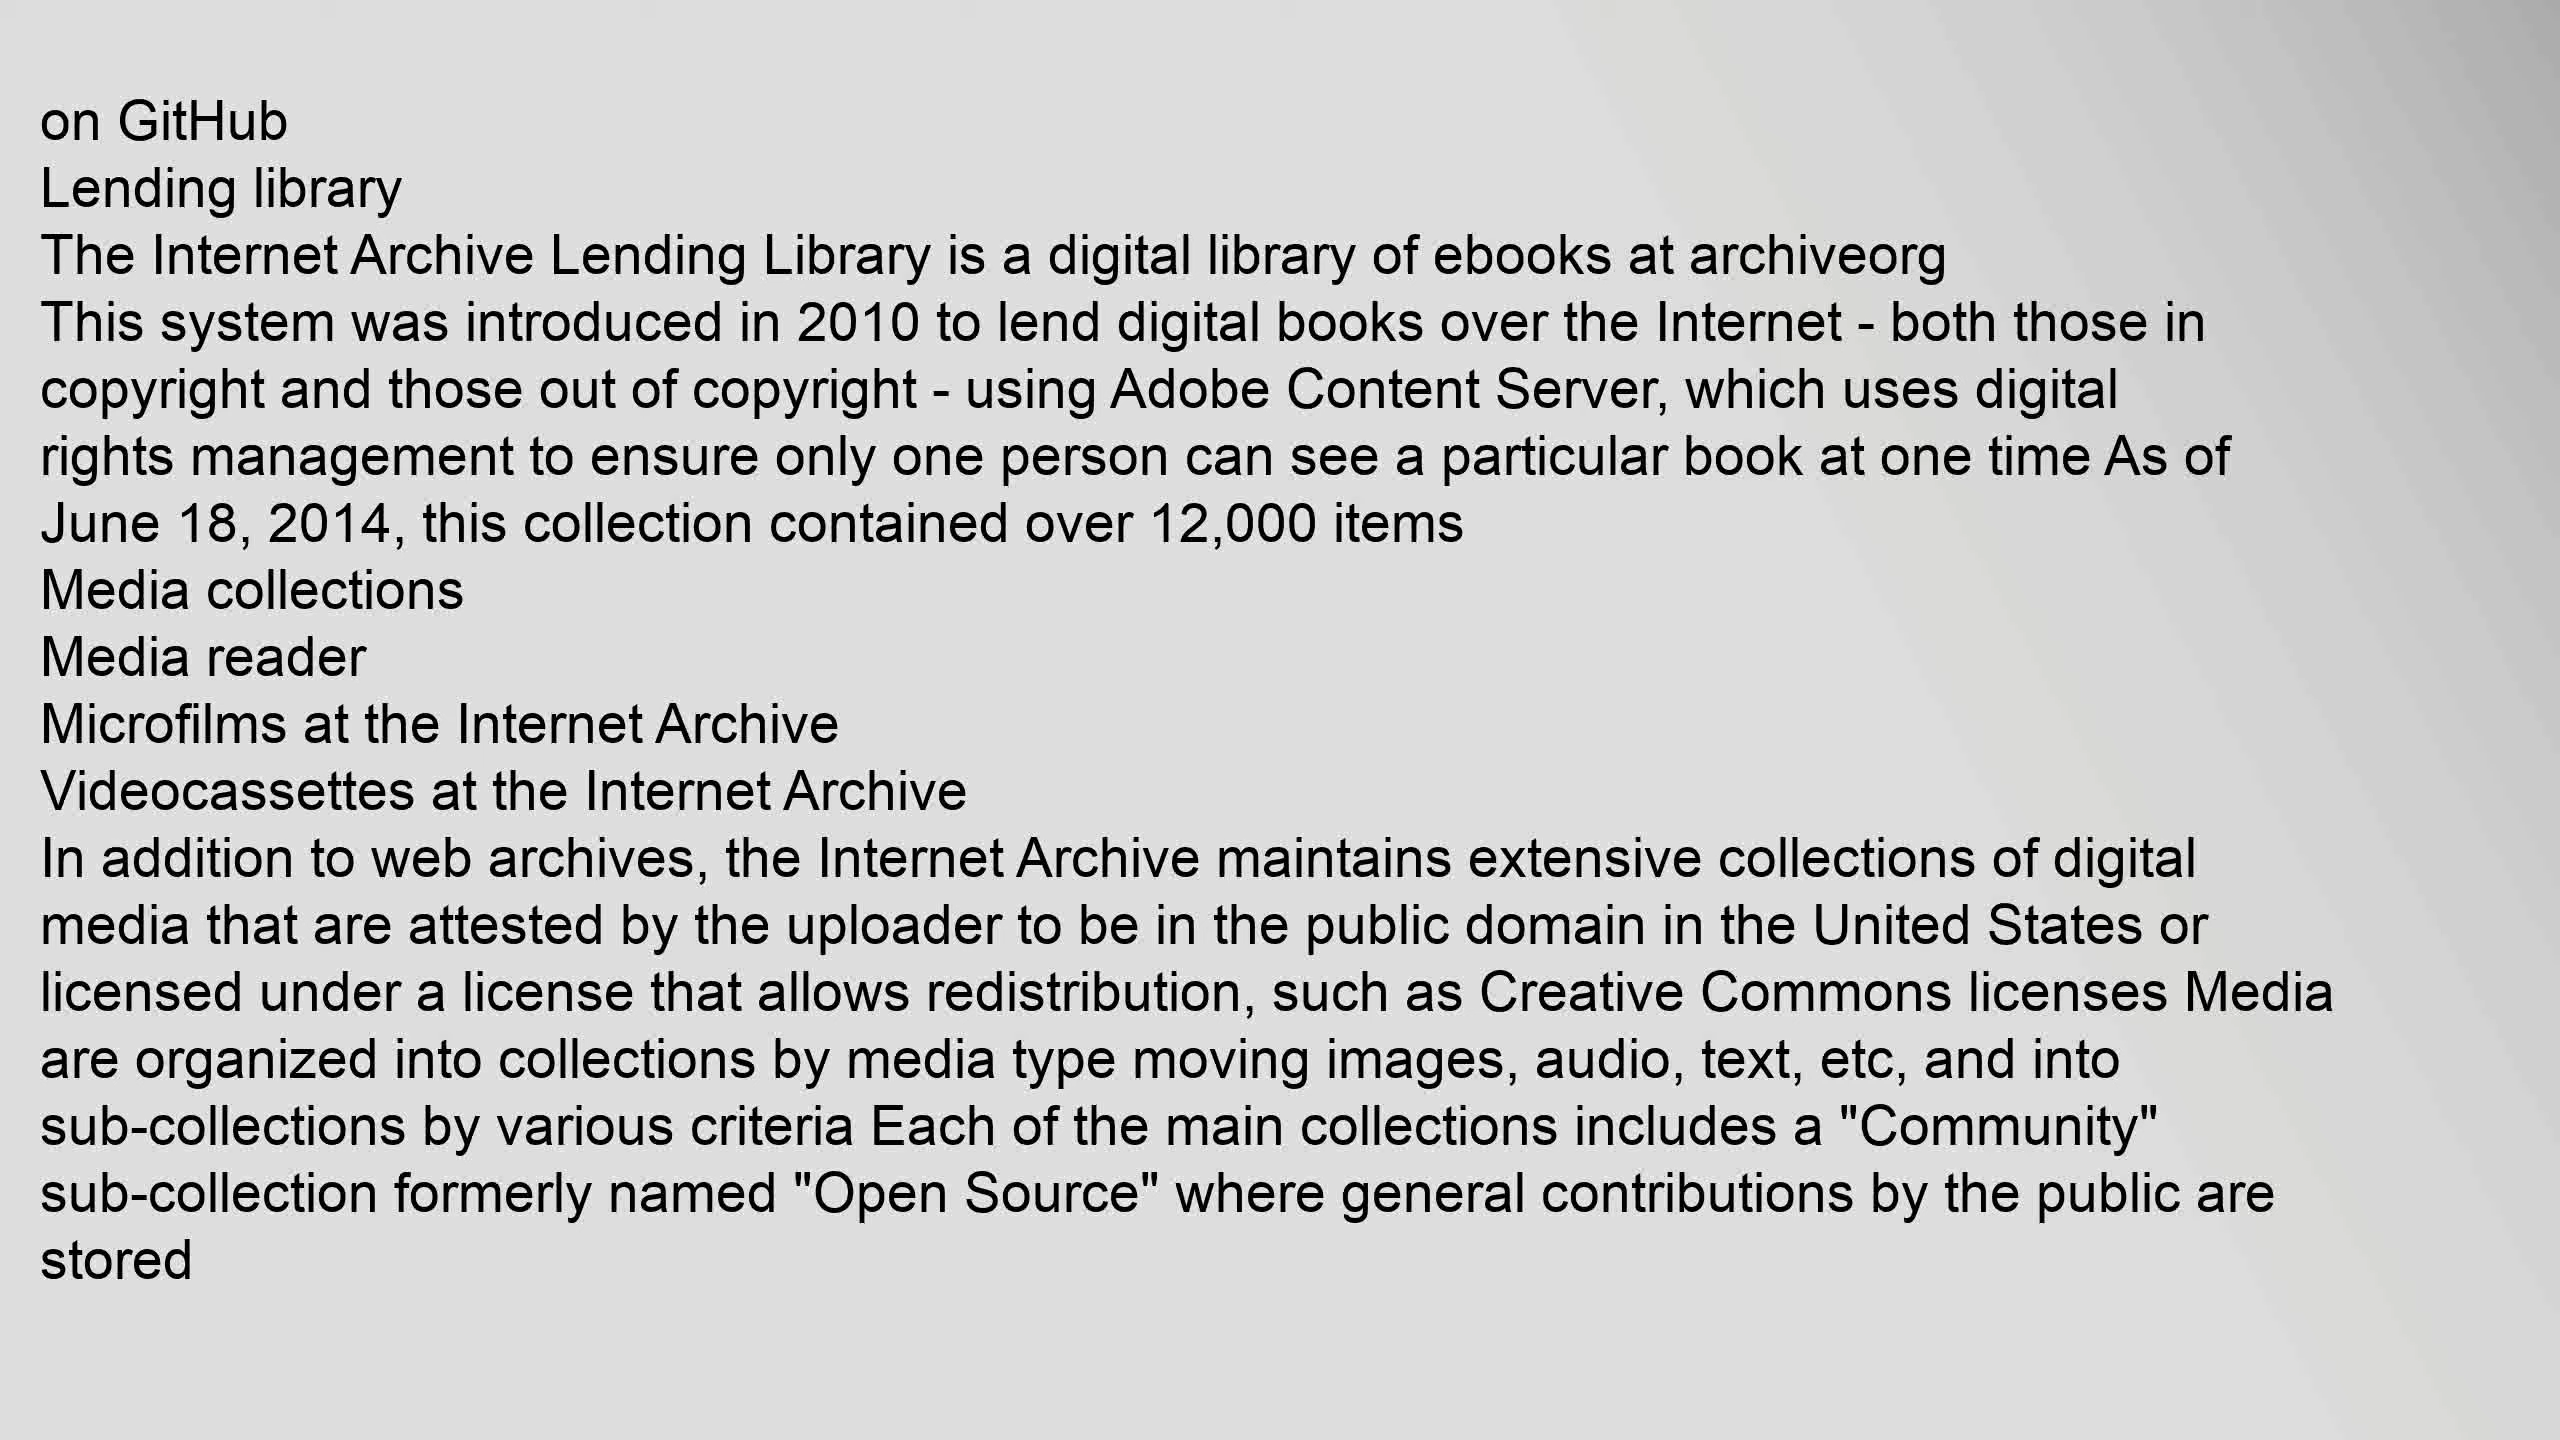 on GitHub
Lending library
The Internet Archive Lending Library is a digital library of ebooks at archiveorg
This system was introduced in 2010 to lend digital books over the Internet - both those in
copyright and those out of copyright - using Adobe Content Server, which uses digital
rights management to ensure only one person can see a particular book at one time As of
June 18, 2014, this collection contained over 12,000 items
Media collections
Media reader
Microfilms at the Internet Archive
Videocassettes at the Internet Archive
In addition to web archives, the Internet Archive maintains extensive collections of digital
media that are attested by the uploader to be in the public domain in the United States or
licensed under a license that allows redistribution, such as Creative Commons licenses Media
are organized into collections by media type moving images, audio, text, etc, and into
sub-collections by various criteria Each of the main collections includes a "Community"
sub-collection formerly named "Open Source" where general contributions by the public are
stored